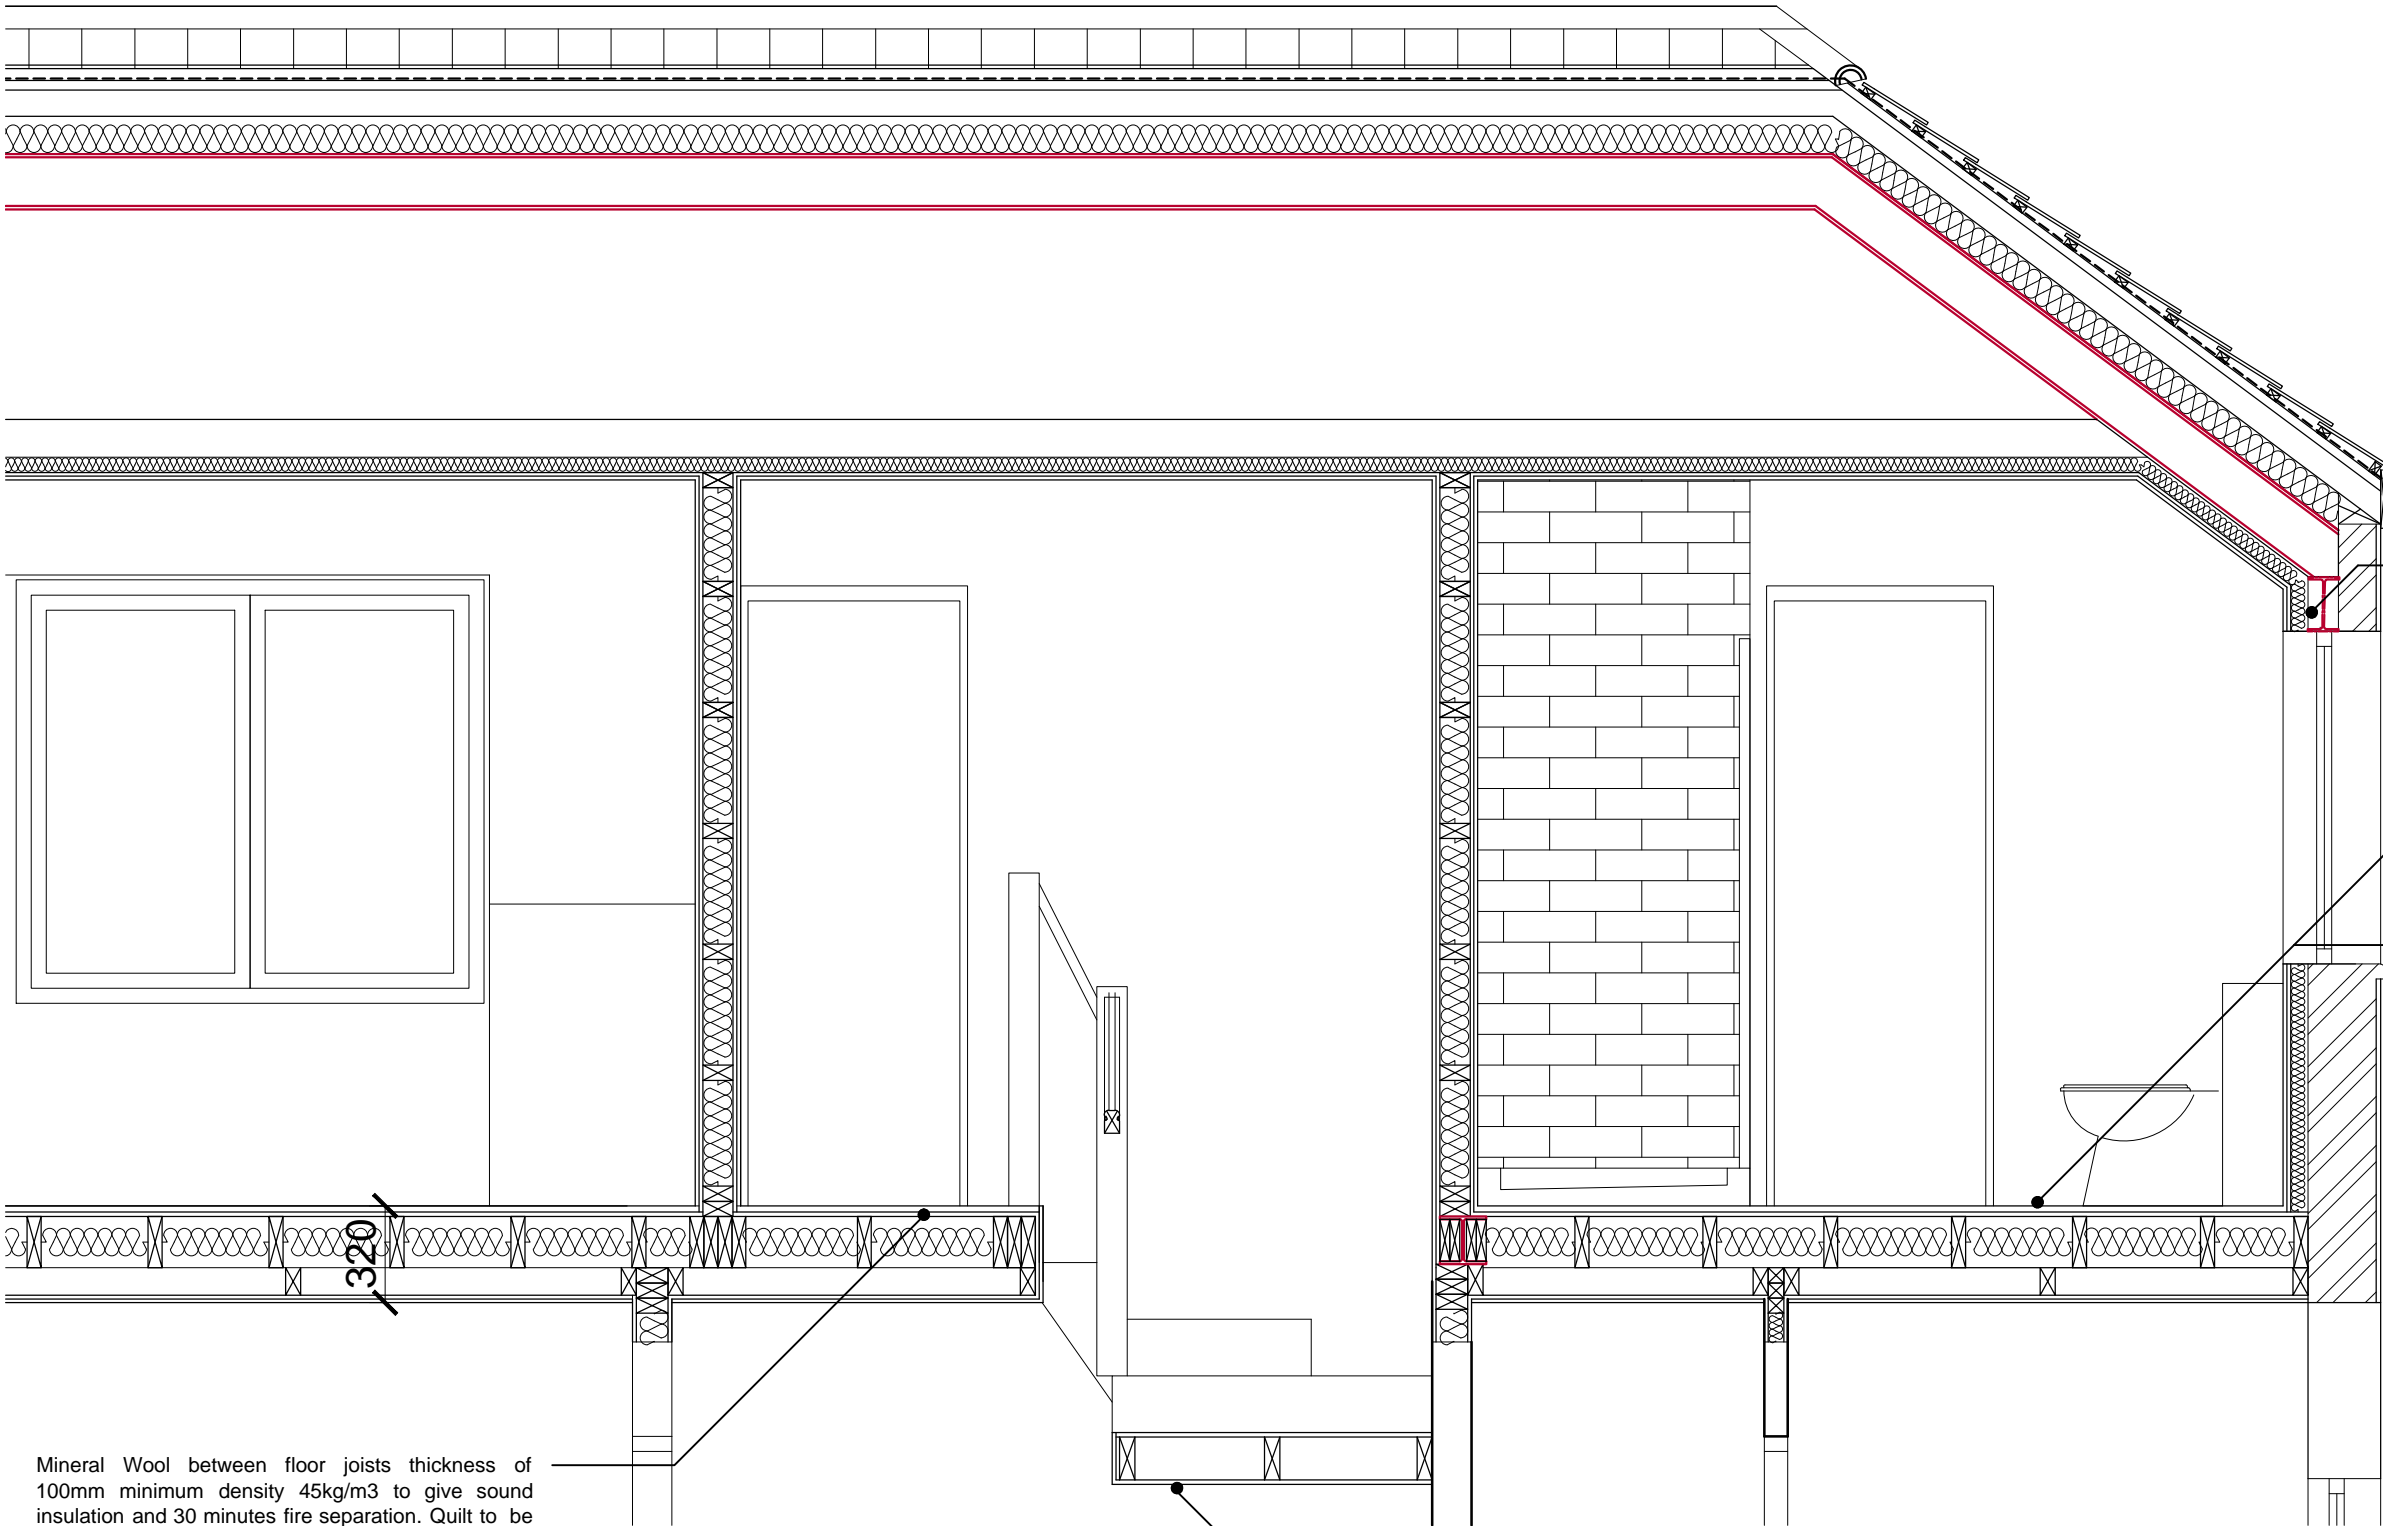 320
Mineral Wool between floor joists thickness of
100mm minimum density 45kg/m3 to give sound
insulation and 30 minutes fire separation. Quilt to be